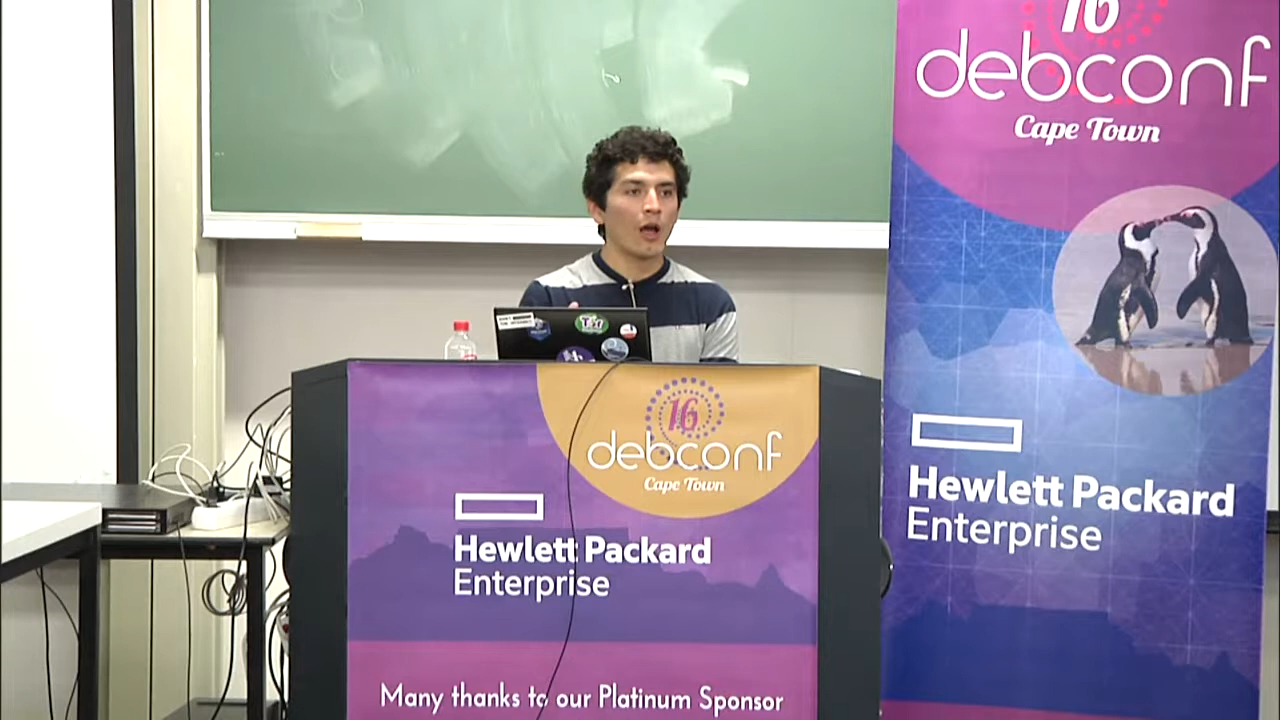 16
debconf
Cape Town
Hewlett Packard
Enterprise
16
debconf
Cape Town
Hewlett Packard
Enterprise
Many thanks to our Platinum Sponsor